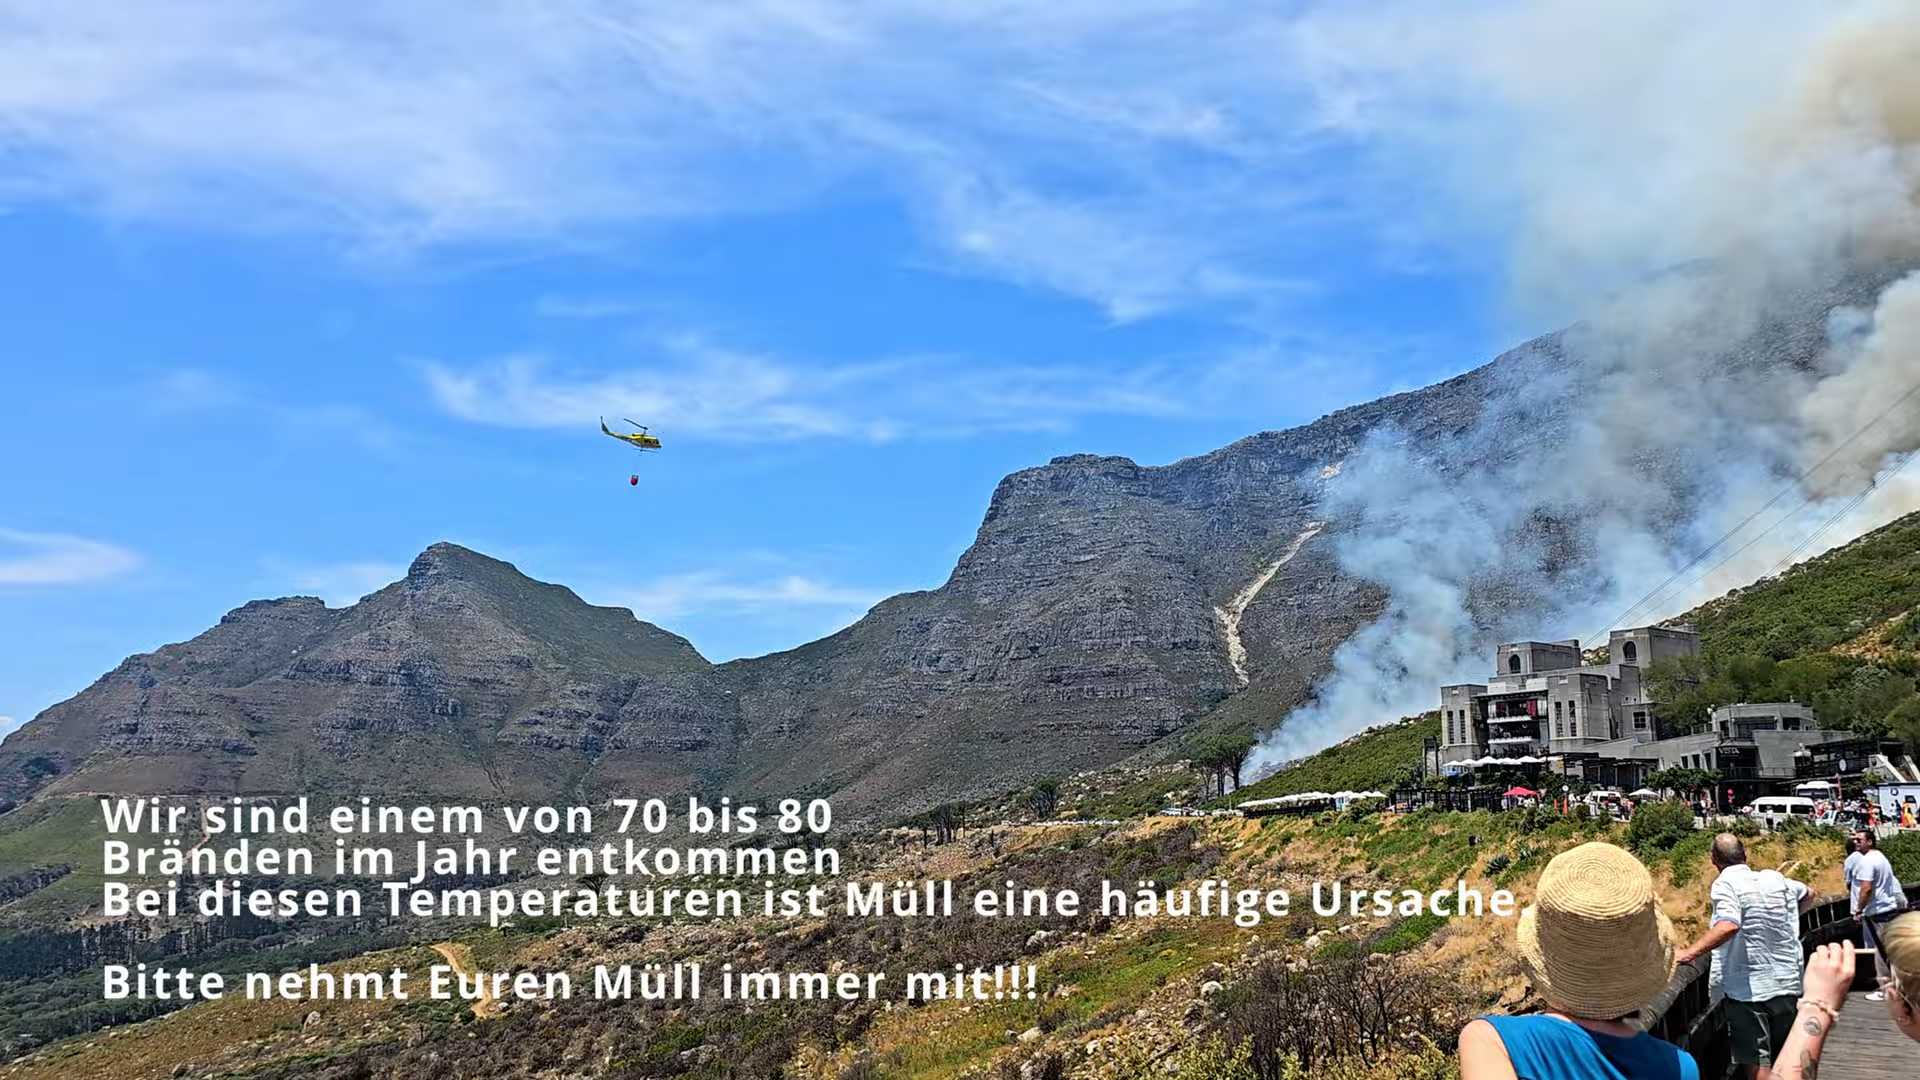 Wir sind einem von 70 bis 80
Bränden im Jahr entkommen
Bei diesen Temperaturen ist Müll eine häufige Ursache.
Bitte nehmt Euren Müll immer mit!!!
VISTA